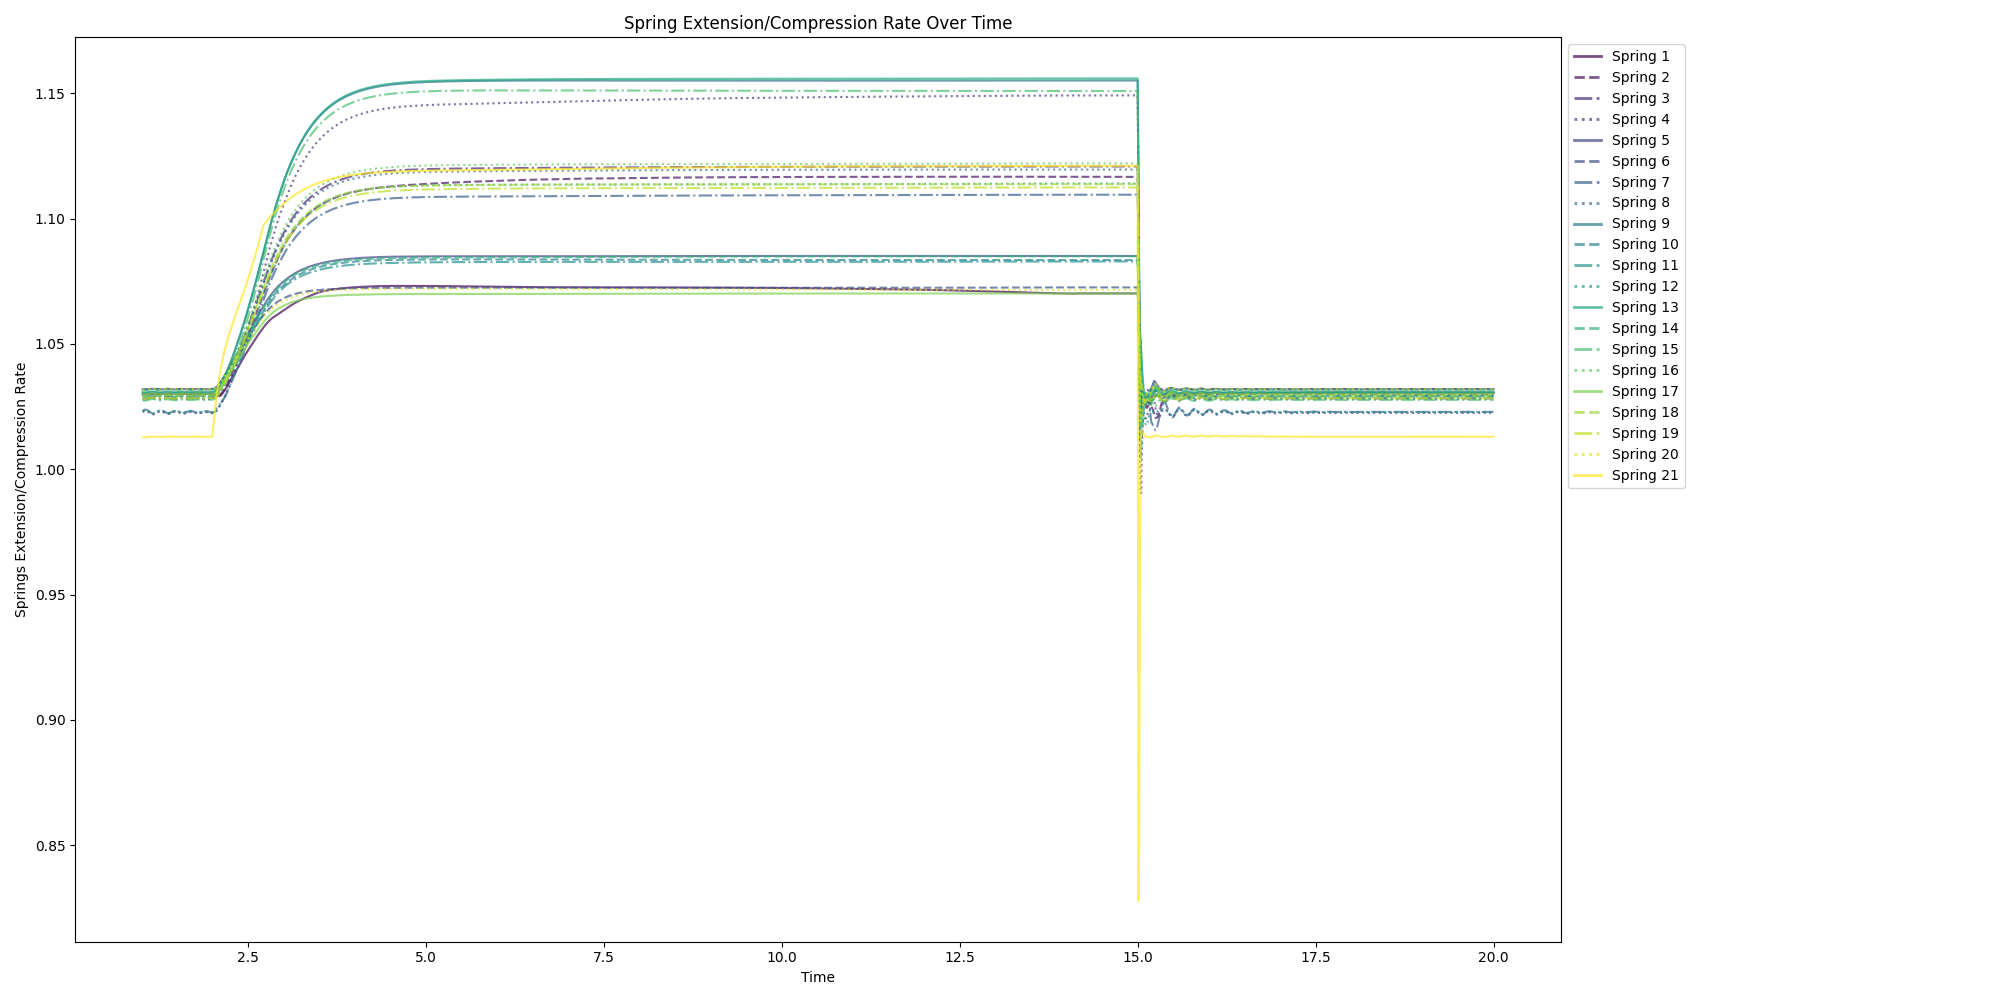 Spring Extension/Compression Rate Over Time
Springs Extension/Compression Rate
1.15
1.10
1.05
1.00
0.95
0.90
0.85
2.5
5.0
7.5
10.0
12.5
15.0
17.5
20.0
Time
Spring 1
Spring 2
Spring 3
Spring 4
Spring 5
Spring 6
Spring 7
Spring 8
Spring 9
Spring 10
Spring 11
Spring 12
Spring 13
Spring 14
Spring 15
Spring 16
Spring 17
Spring 18
Spring 19
Spring 20
Spring 21